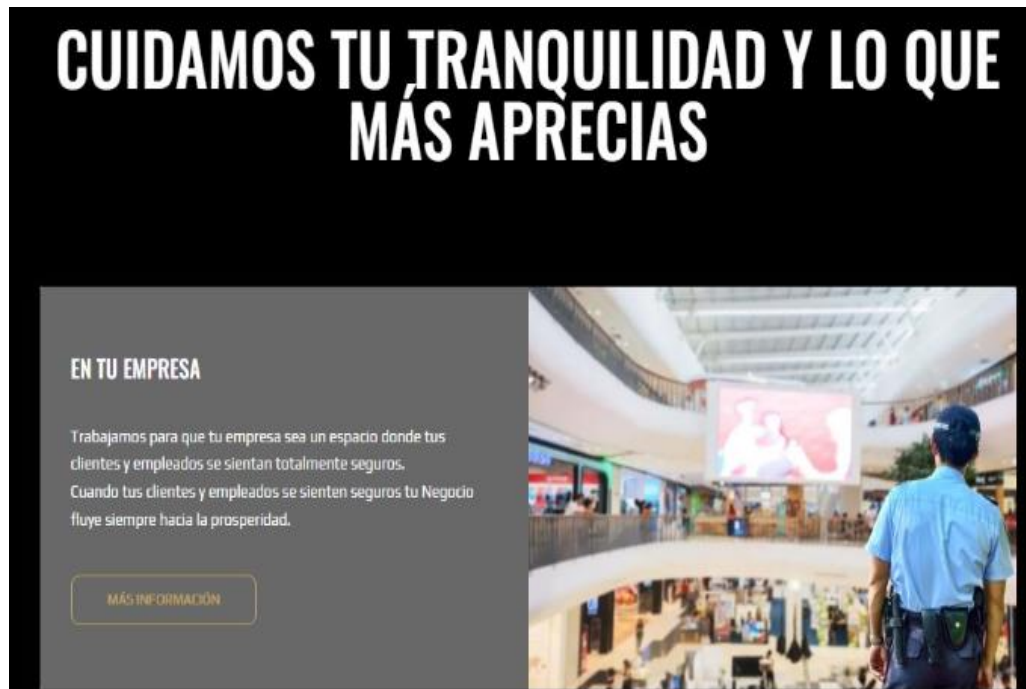 CUIDAMOS TU TRANQUILIDAD Y LO QUE
MÁS APRECIAS
EN TU EMPRESA
Trabajamos para que tu empresa sea un espacio donde tus
clientes y empleados se sientan totalmente seguros.
Cuando tus clientes y empleados se sienten seguros tu Negocio
fluye siempre hacia la prosperidad.
MÁS INFORMACIÓN